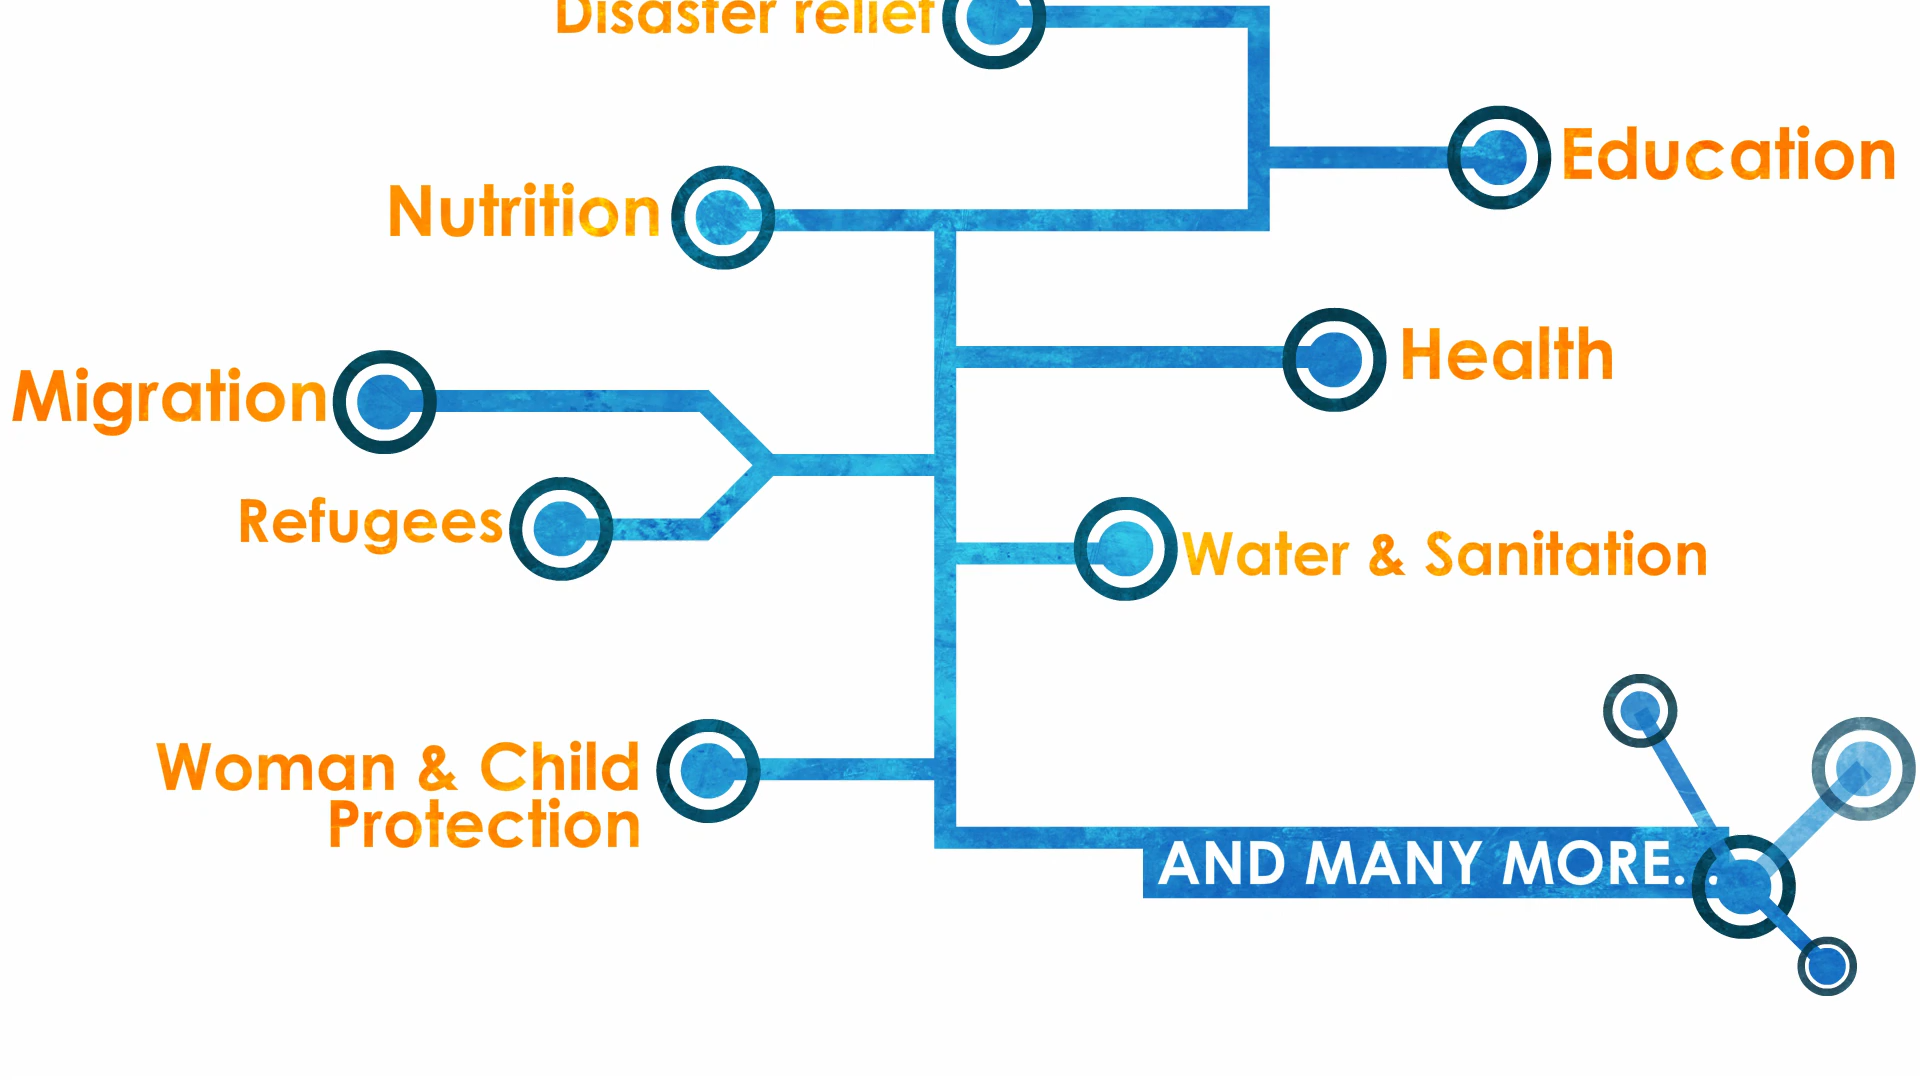 Disaster relief
Education
Nutrition
Health
Migration
Refugees
Water & Sanitation
Woman & Child
Protection
AND MANY MORE...